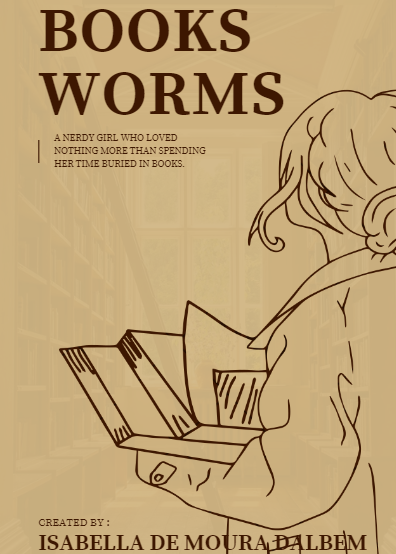 BOOKS
WORMS
A NERDY GIRL WHO LOVED
NOTHING MORE THAN SPENDING
HER TIME BURIED IN BOOKS.
CREATED BY :
ISABELLA DE MOURA DALBEM